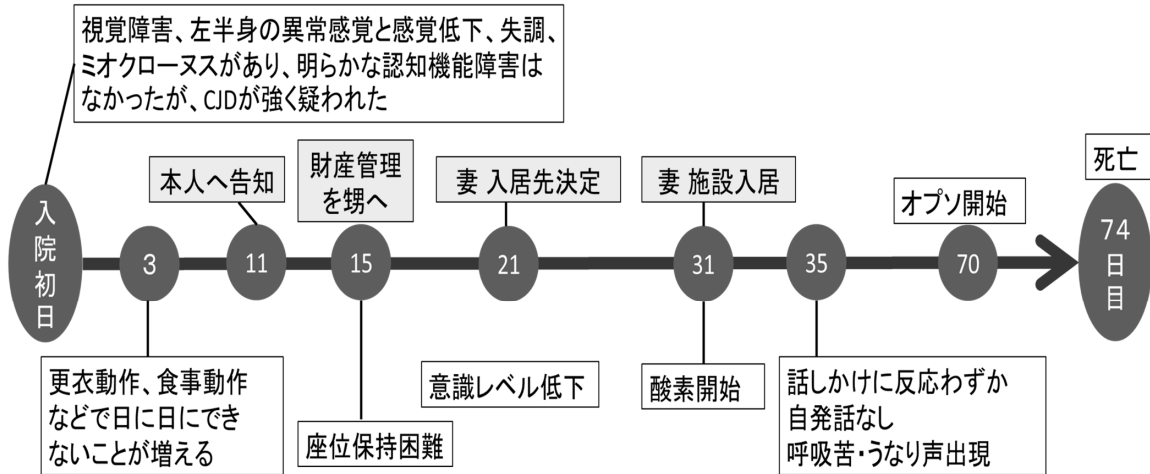 視覚障害、左半身の異常感覚と感覚低下、失調、
ミオクローヌスがあり、明らかな認知機能障害は
なかったが、CJDが強く疑われた
本人へ告知
財産管理
を甥へ
妻 入居先決定
妻 施設入居
オプソ開始
死亡
入院初日
3
11
15
21
31
35
70
74日目
更衣動作、食事動作
などで日に日にでき
ないことが増える
座位保持困難
意識レベル低下
酸素開始
話しかけに反応わずか
自発話なし
呼吸苦・うなり声出現